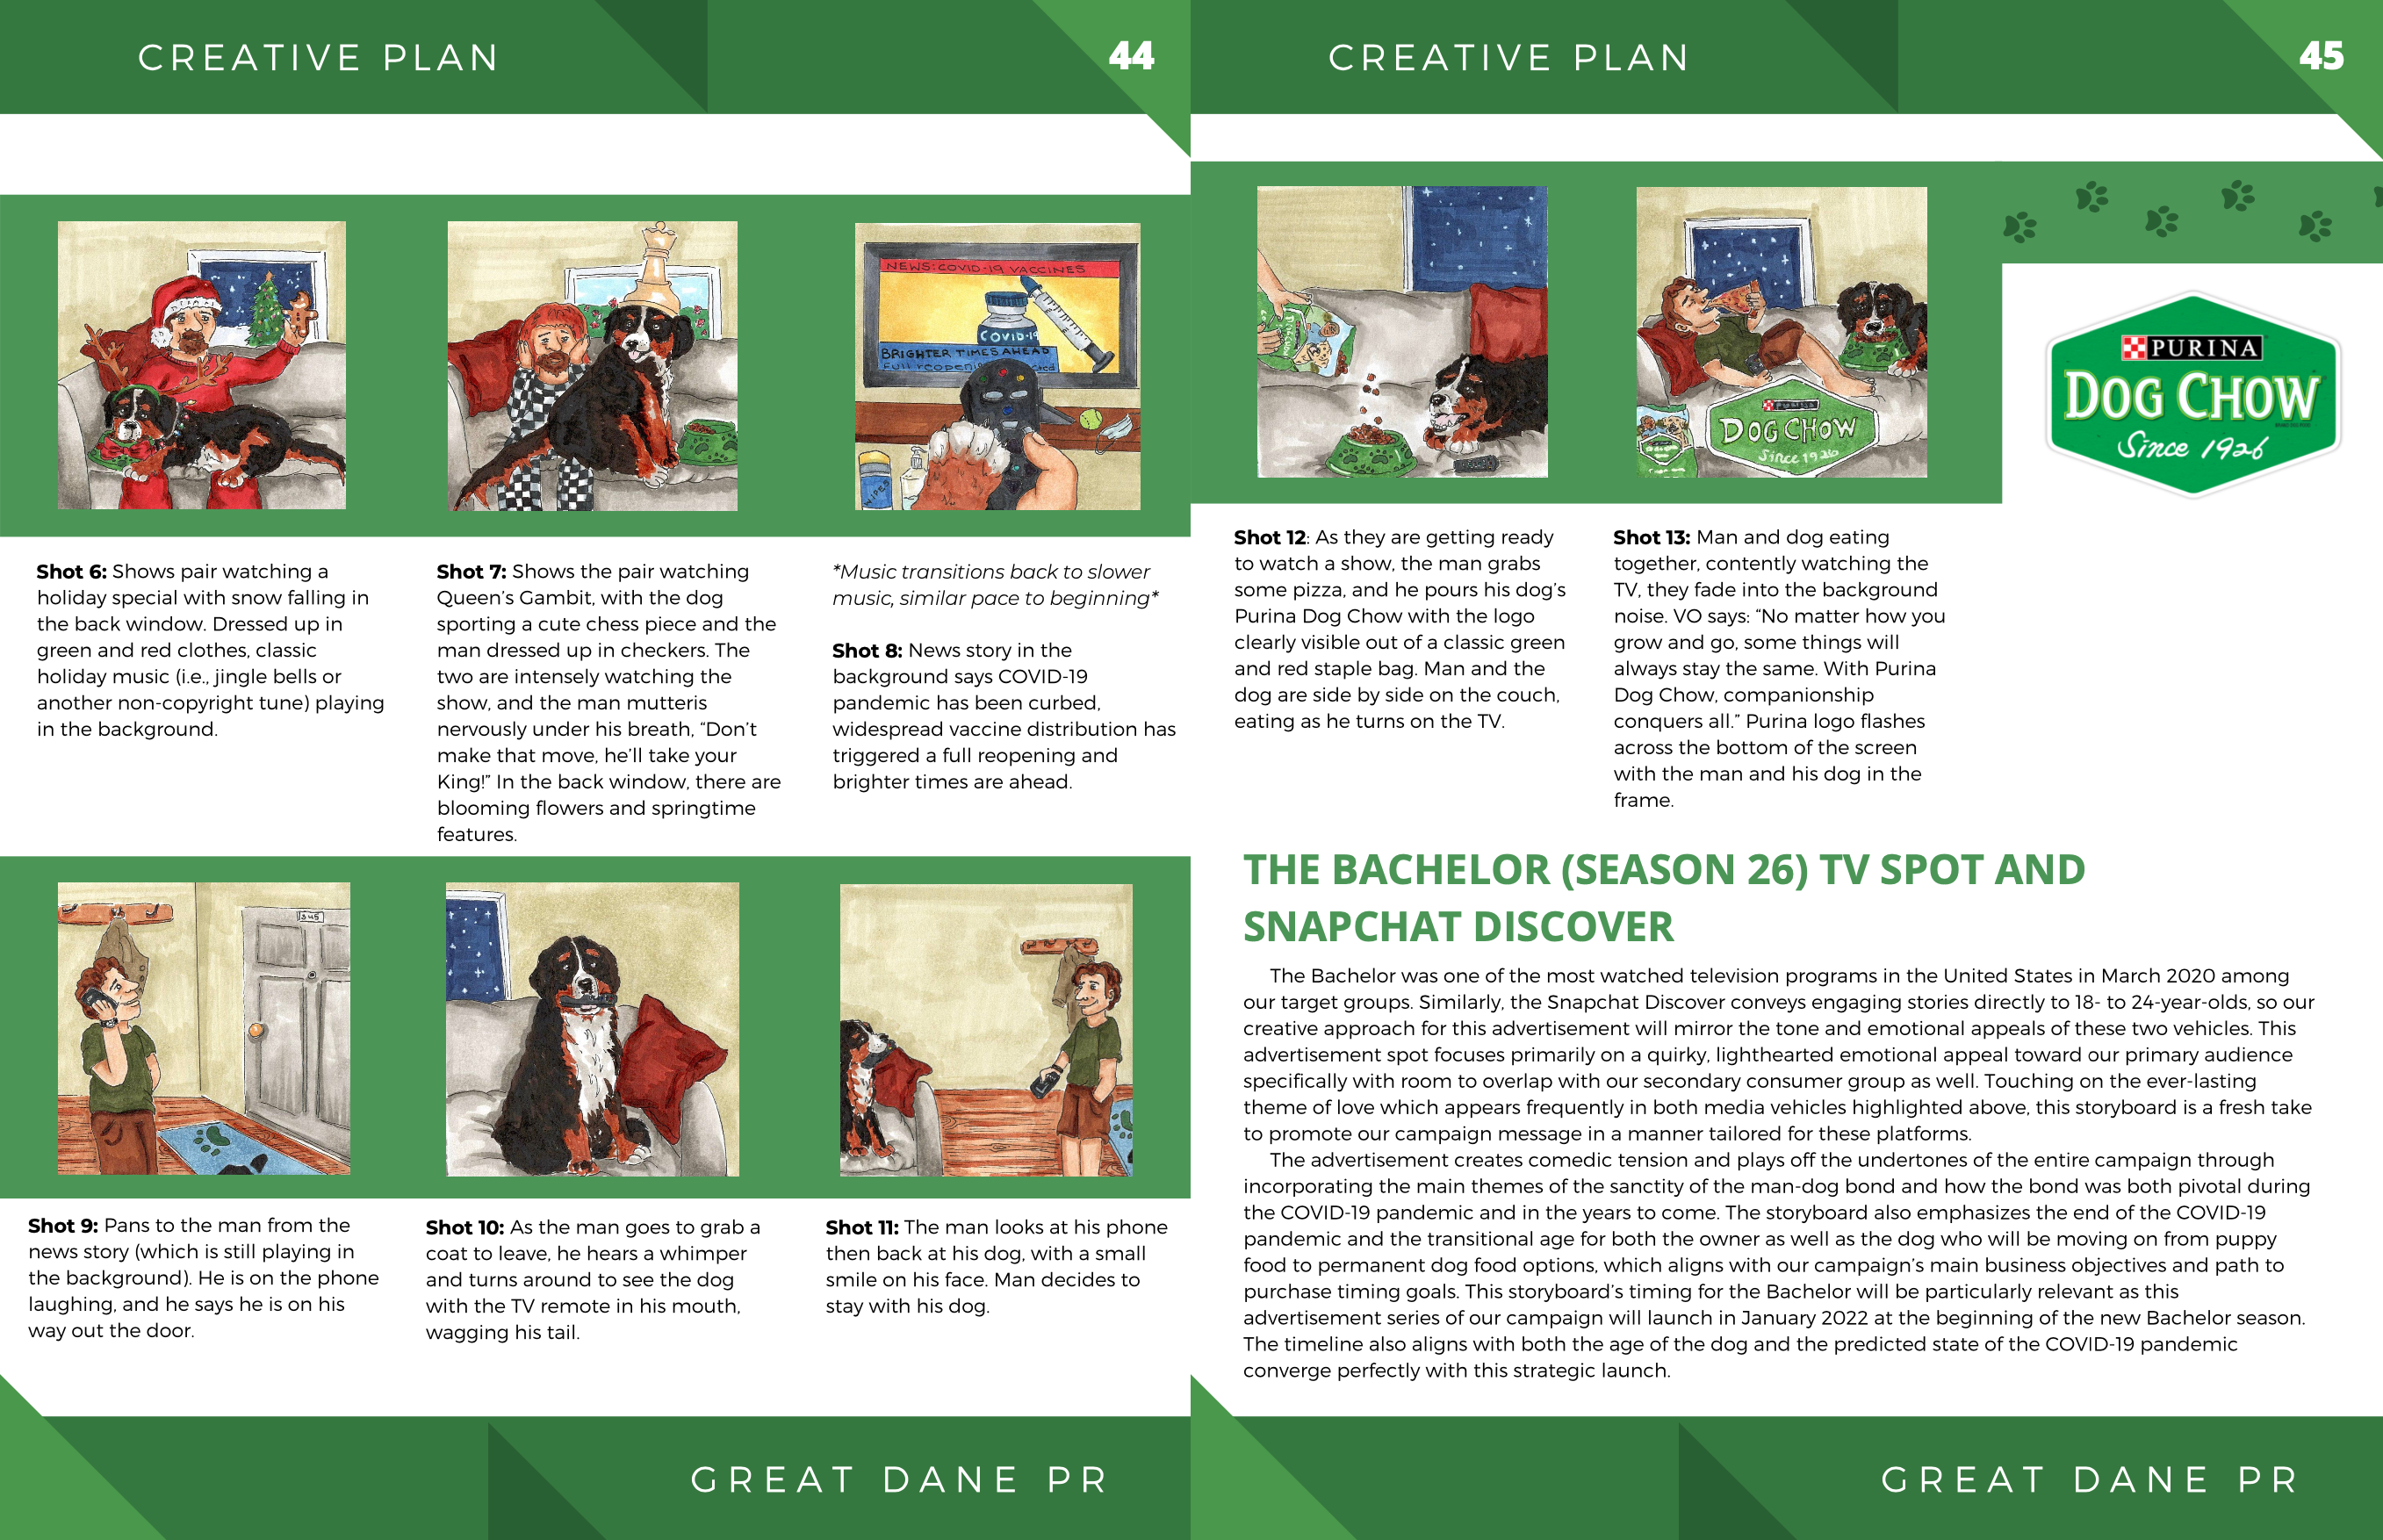 CREATIVE PLAN
44
NEWS: COVID-19 VACCINES
COVID-19
BRIGHTER TIMES AHEAD
WIPES
Shot 6: Shows pair watching a
holiday special with snow falling in
the back window. Dressed up in
green and red clothes, classic
holiday music (i.e., jingle bells or
another non-copyright tune) playing
in the background.
Shot 7: Shows the pair watching
Queen's Gambit, with the dog
sporting a cute chess piece and the
man dressed up in checkers. The
two are intensely watching the
show, and the man mutteris
nervously under his breath, “Don't
make that move, he'll take your
King!” In the back window, there are
blooming flowers and springtime
features.
*Music transitions back to slower
music, similar pace to beginning*
Shot 8: News story in the
background says COVID-19
pandemic has been curbed,
widespread vaccine distribution has
triggered a full reopening and
brighter times are ahead.
Shot 9: Pans to the man from the
news story (which is still playing in
the background). He is on the phone
laughing, and he says he is on his
way out the door.
Shot 10: As the man goes to grab a
coat to leave, he hears a whimper
and turns around to see the dog
with the TV remote in his mouth,
wagging his tail.
Shot 11: The man looks at his phone
then back at his dog, with a small
smile on his face. Man decides to
stay with his dog.
GREAT DANE PR
CREATIVE PLAN
45
PURINA
DOG CHOW
Since 1926
PURINA
DOG CHOW
Since 1926
Shot 12: As they are getting ready
to watch a show, the man grabs
some pizza, and he pours his dog's
Purina Dog Chow with the logo
clearly visible out of a classic green
and red staple bag. Man and the
dog are side by side on the couch,
eating as he turns on the TV.
Shot 13: Man and dog eating
together, contently watching the
TV, they fade into the background
noise. VO says: “No matter how you
grow and go, some things will
always stay the same. With Purina
Dog Chow, companionship
conquers all.” Purina logo flashes
across the bottom of the screen
with the man and his dog in the
frame.
THE BACHELOR (SEASON 26) TV SPOT AND
SNAPCHAT DISCOVER
The Bachelor was one of the most watched television programs in the United States in March 2020 among
our target groups. Similarly, the Snapchat Discover conveys engaging stories directly to 18- to 24-year-olds, so our
creative approach for this advertisement will mirror the tone and emotional appeals of these two vehicles. This
advertisement spot focuses primarily on a quirky, lighthearted emotional appeal toward our primary audience
specifically with room to overlap with our secondary consumer group as well. Touching on the ever-lasting
theme of love which appears frequently in both media vehicles highlighted above, this storyboard is a fresh take
to promote our campaign message in a manner tailored for these platforms.
The advertisement creates comedic tension and plays off the undertones of the entire campaign through
incorporating the main themes of the sanctity of the man-dog bond and how the bond was both pivotal during
the COVID-19 pandemic and in the years to come. The storyboard also emphasizes the end of the COVID-19
pandemic and the transitional age for both the owner as well as the dog who will be moving on from puppy
food to permanent dog food options, which aligns with our campaign's main business objectives and path to
purchase timing goals. This storyboard's timing for the Bachelor will be particularly relevant as this
advertisement series of our campaign will launch in January 2022 at the beginning of the new Bachelor season.
The timeline also aligns with both the age of the dog and the predicted state of the COVID-19 pandemic
converge perfectly with this strategic launch.
GREAT DANE PR